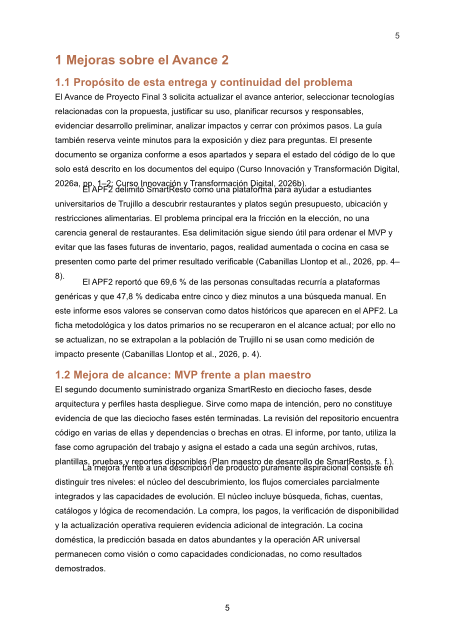 5
1 Mejoras sobre el Avance 2
1.1 Propósito de esta entrega y continuidad del problema
El Avance de Proyecto Final 3 solicita actualizar el avance anterior, seleccionar tecnologías
relacionadas con la propuesta, justificar su uso, planificar recursos y responsables,
evidenciar desarrollo preliminar, analizar impactos y cerrar con próximos pasos. La guía
también reserva veinte minutos para la exposición y diez para preguntas. El presente
documento se organiza conforme a esos apartados y separa el estado del código de lo que
solo está descrito en los documentos del equipo (Curso Innovación y Transformación Digital,
2026a, pp. 1–2; Curso Innovación y Transformación Digital, 2026b).
El APF2 delimitó SmartResto como una plataforma para ayudar a estudiantes
universitarios de Trujillo a descubrir restaurantes y platos según presupuesto, ubicación y
restricciones alimentarias. El problema principal era la fricción en la elección, no una
carencia general de restaurantes. Esa delimitación sigue siendo útil para ordenar el MVP y
evitar que las fases futuras de inventario, pagos, realidad aumentada o cocina en casa se
presenten como parte del primer resultado verificable (Cabanillas Llontop et al., 2026, pp. 4–
8).
El APF2 reportó que 69,6 % de las personas consultadas recurría a plataformas
genéricas y que 47,8 % dedicaba entre cinco y diez minutos a una búsqueda manual. En
este informe esos valores se conservan como datos históricos que aparecen en el APF2. La
ficha metodológica y los datos primarios no se recuperaron en el alcance actual; por ello no
se actualizan, no se extrapolan a la población de Trujillo ni se usan como medición de
impacto presente (Cabanillas Llontop et al., 2026, p. 4).
1.2 Mejora de alcance: MVP frente a plan maestro
El segundo documento suministrado organiza SmartResto en dieciocho fases, desde
arquitectura y perfiles hasta despliegue. Sirve como mapa de intención, pero no constituye
evidencia de que las dieciocho fases estén terminadas. La revisión del repositorio encuentra
código en varias de ellas y dependencias o brechas en otras. El informe, por tanto, utiliza la
fase como agrupación del trabajo y asigna el estado a cada una según archivos, rutas,
plantillas, pruebas y reportes disponibles (Plan maestro de desarrollo de SmartResto, s. f.).
La mejora frente a una descripción de producto puramente aspiracional consiste en
distinguir tres niveles: el núcleo del descubrimiento, los flujos comerciales parcialmente
integrados y las capacidades de evolución. El núcleo incluye búsqueda, fichas, cuentas,
catálogos y lógica de recomendación. La compra, los pagos, la verificación de disponibilidad
y la actualización operativa requieren evidencia adicional de integración. La cocina
doméstica, la predicción basada en datos abundantes y la operación AR universal
permanecen como visión o como capacidades condicionadas, no como resultados
demostrados.
5